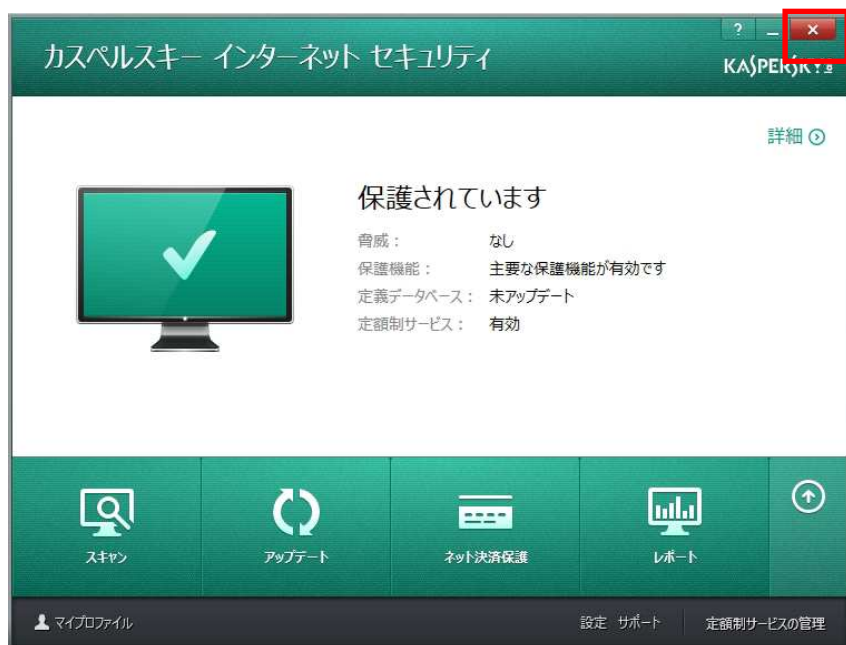 カスペルスキー インターネット セキュリティ
?
KASPERSKY
詳細
保護されています
脅威： なし
保護機能： 主要な保護機能が有効です
定義データベース： 未アップデート
定額制サービス： 有効
スキャン
アップデート
ネット決済保護
レポート
マイプロファイル
設定 サポート 定額制サービスの管理